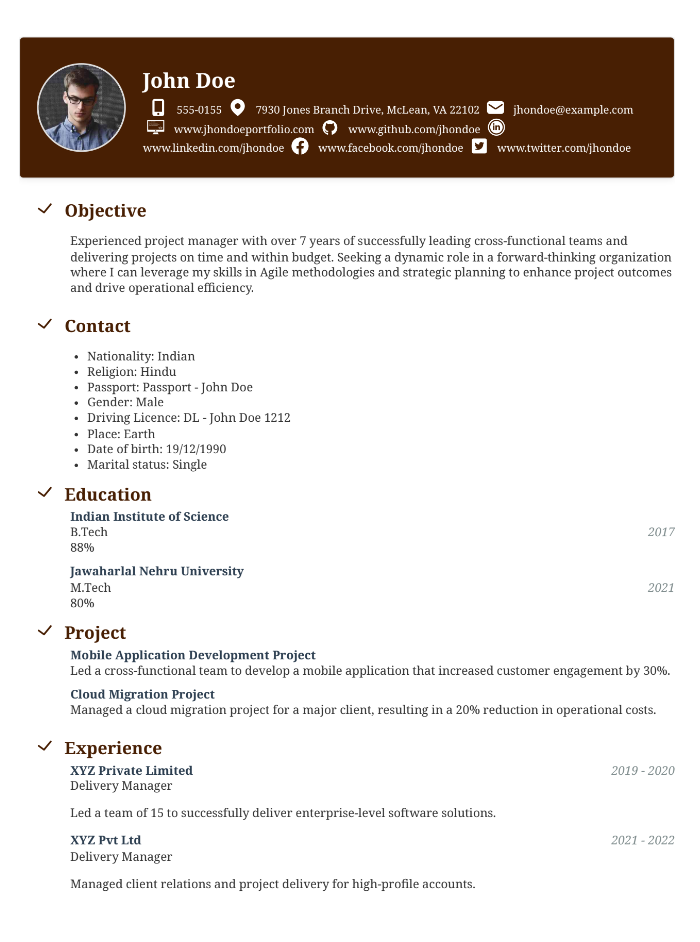 John Doe
555-0155 7930 Jones Branch Drive, McLean, VA 22102 jhondoe@example.com
www.jhondoeportfolio.com www.github.com/jhondoe
www.linkedin.com/jhondoe www.facebook.com/jhondoe www.twitter.com/jhondoe
Objective
Experienced project manager with over 7 years of successfully leading cross-functional teams and
delivering projects on time and within budget. Seeking a dynamic role in a forward-thinking organization
where I can leverage my skills in Agile methodologies and strategic planning to enhance project outcomes
and drive operational efficiency.
Contact
• Nationality: Indian
• Religion: Hindu
• Passport: Passport - John Doe
• Gender: Male
• Driving Licence: DL - John Doe 1212
• Place: Earth
• Date of birth: 19/12/1990
• Marital status: Single
Education
Indian Institute of Science
B.Tech 2017
88%
Jawaharlal Nehru University
M.Tech 2021
80%
Project
Mobile Application Development Project
Led a cross-functional team to develop a mobile application that increased customer engagement by 30%.
Cloud Migration Project
Managed a cloud migration project for a major client, resulting in a 20% reduction in operational costs.
Experience
XYZ Private Limited 2019 - 2020
Delivery Manager
Led a team of 15 to successfully deliver enterprise-level software solutions.
XYZ Pvt Ltd 2021 - 2022
Delivery Manager
Managed client relations and project delivery for high-profile accounts.